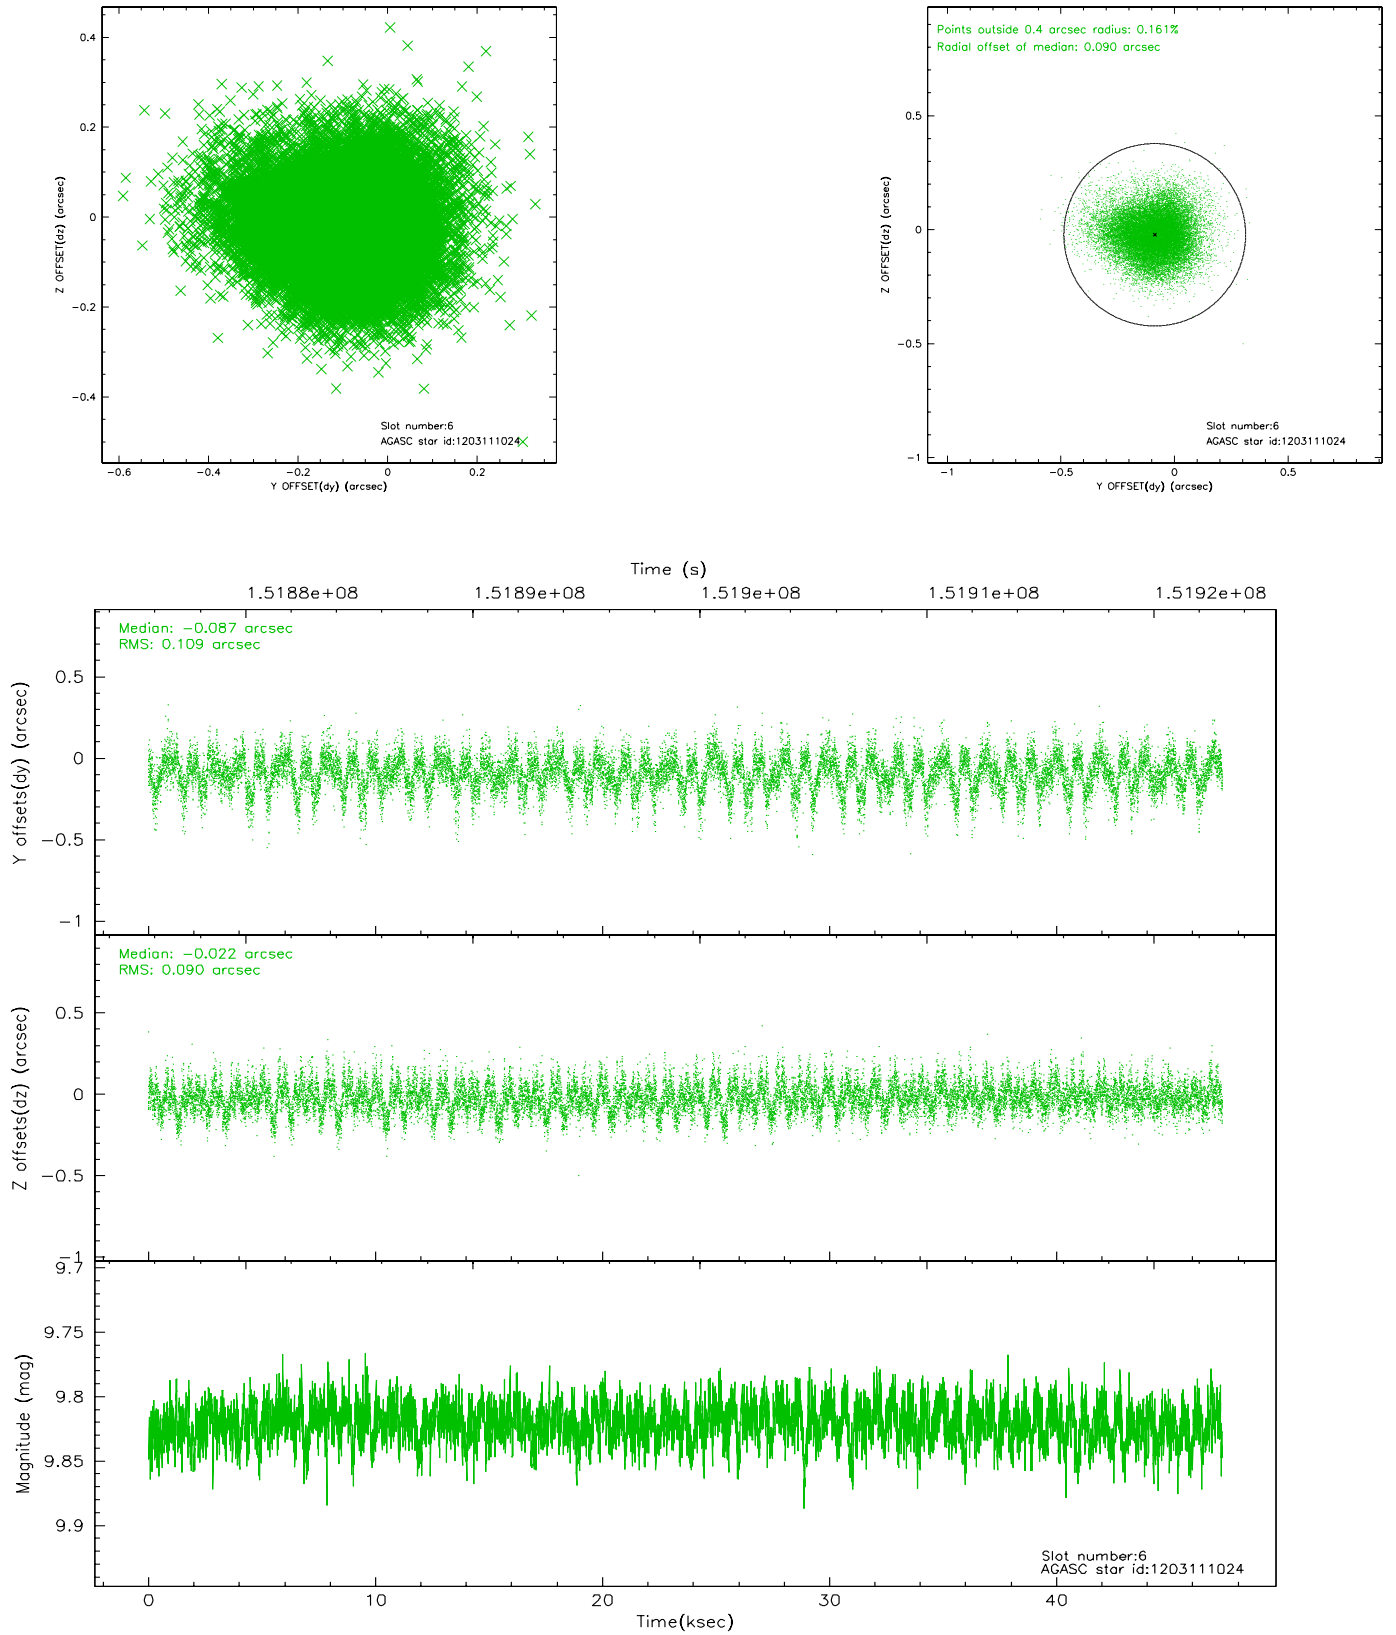 0.4
0.2
0
−0.2
−0.4
Z OFFSET(dz) (arcsec)
Slot number:6
AGASC star id:1203111024
−0.6 −0.4 −0.2 0 0.2
Y OFFSET(dy) (arcsec)
Points outside 0.4 arcsec radius: 0.161%
Radial offset of median: 0.090 arcsec
0.5
0
−0.5
−1
Z OFFSET(dz) (arcsec)
Slot number:6
AGASC star id:1203111024
−1 −0.5 0 0.5
Y OFFSET(dy) (arcsec)
Time (s)
1.5188e+08 1.5189e+08 1.519e+08 1.5191e+08 1.5192e+08
Median: −0.087 arcsec
RMS: 0.109 arcsec
0.5
0
−0.5
−1
Y offsets(dy) (arcsec)
Median: −0.022 arcsec
RMS: 0.090 arcsec
0.5
0
−0.5
−1
Z offsets(dz) (arcsec)
9.7
9.75
9.8
9.85
9.9
Magnitude (mag)
Slot number:6
AGASC star id:1203111024
0 10 20 30 40
Time(ksec)